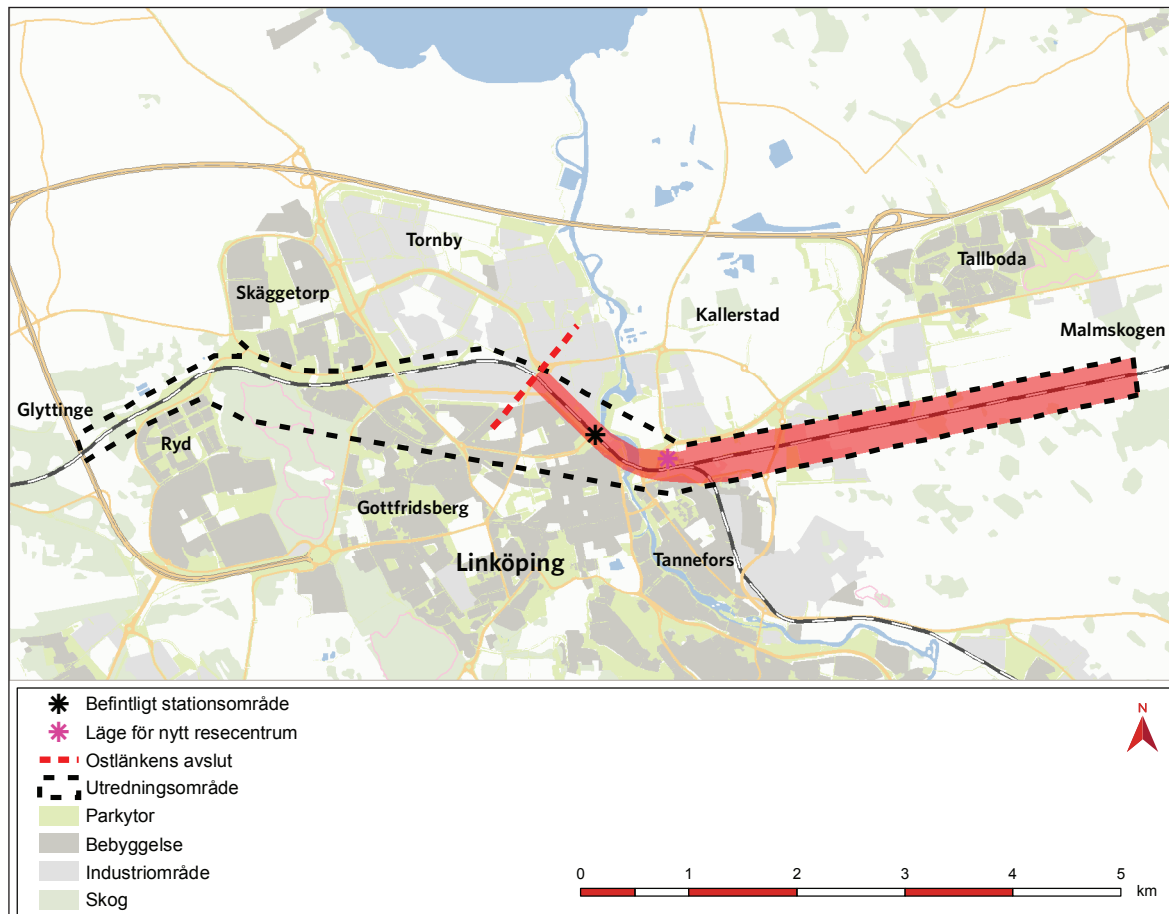 Tornby
Tallboda
Skäggetorp
Kallerstad
Malmskogen
Glyttinge
Ryd
Gottfridsberg
Linköping
Tannefors
Befintligt stationsområde
Läge för nytt resecentrum
Ostlänkens avslut
Utredningsområde
Parkytor
Bebyggelse
Industriområde
Skog
N
0 1 2 3 4 5
km